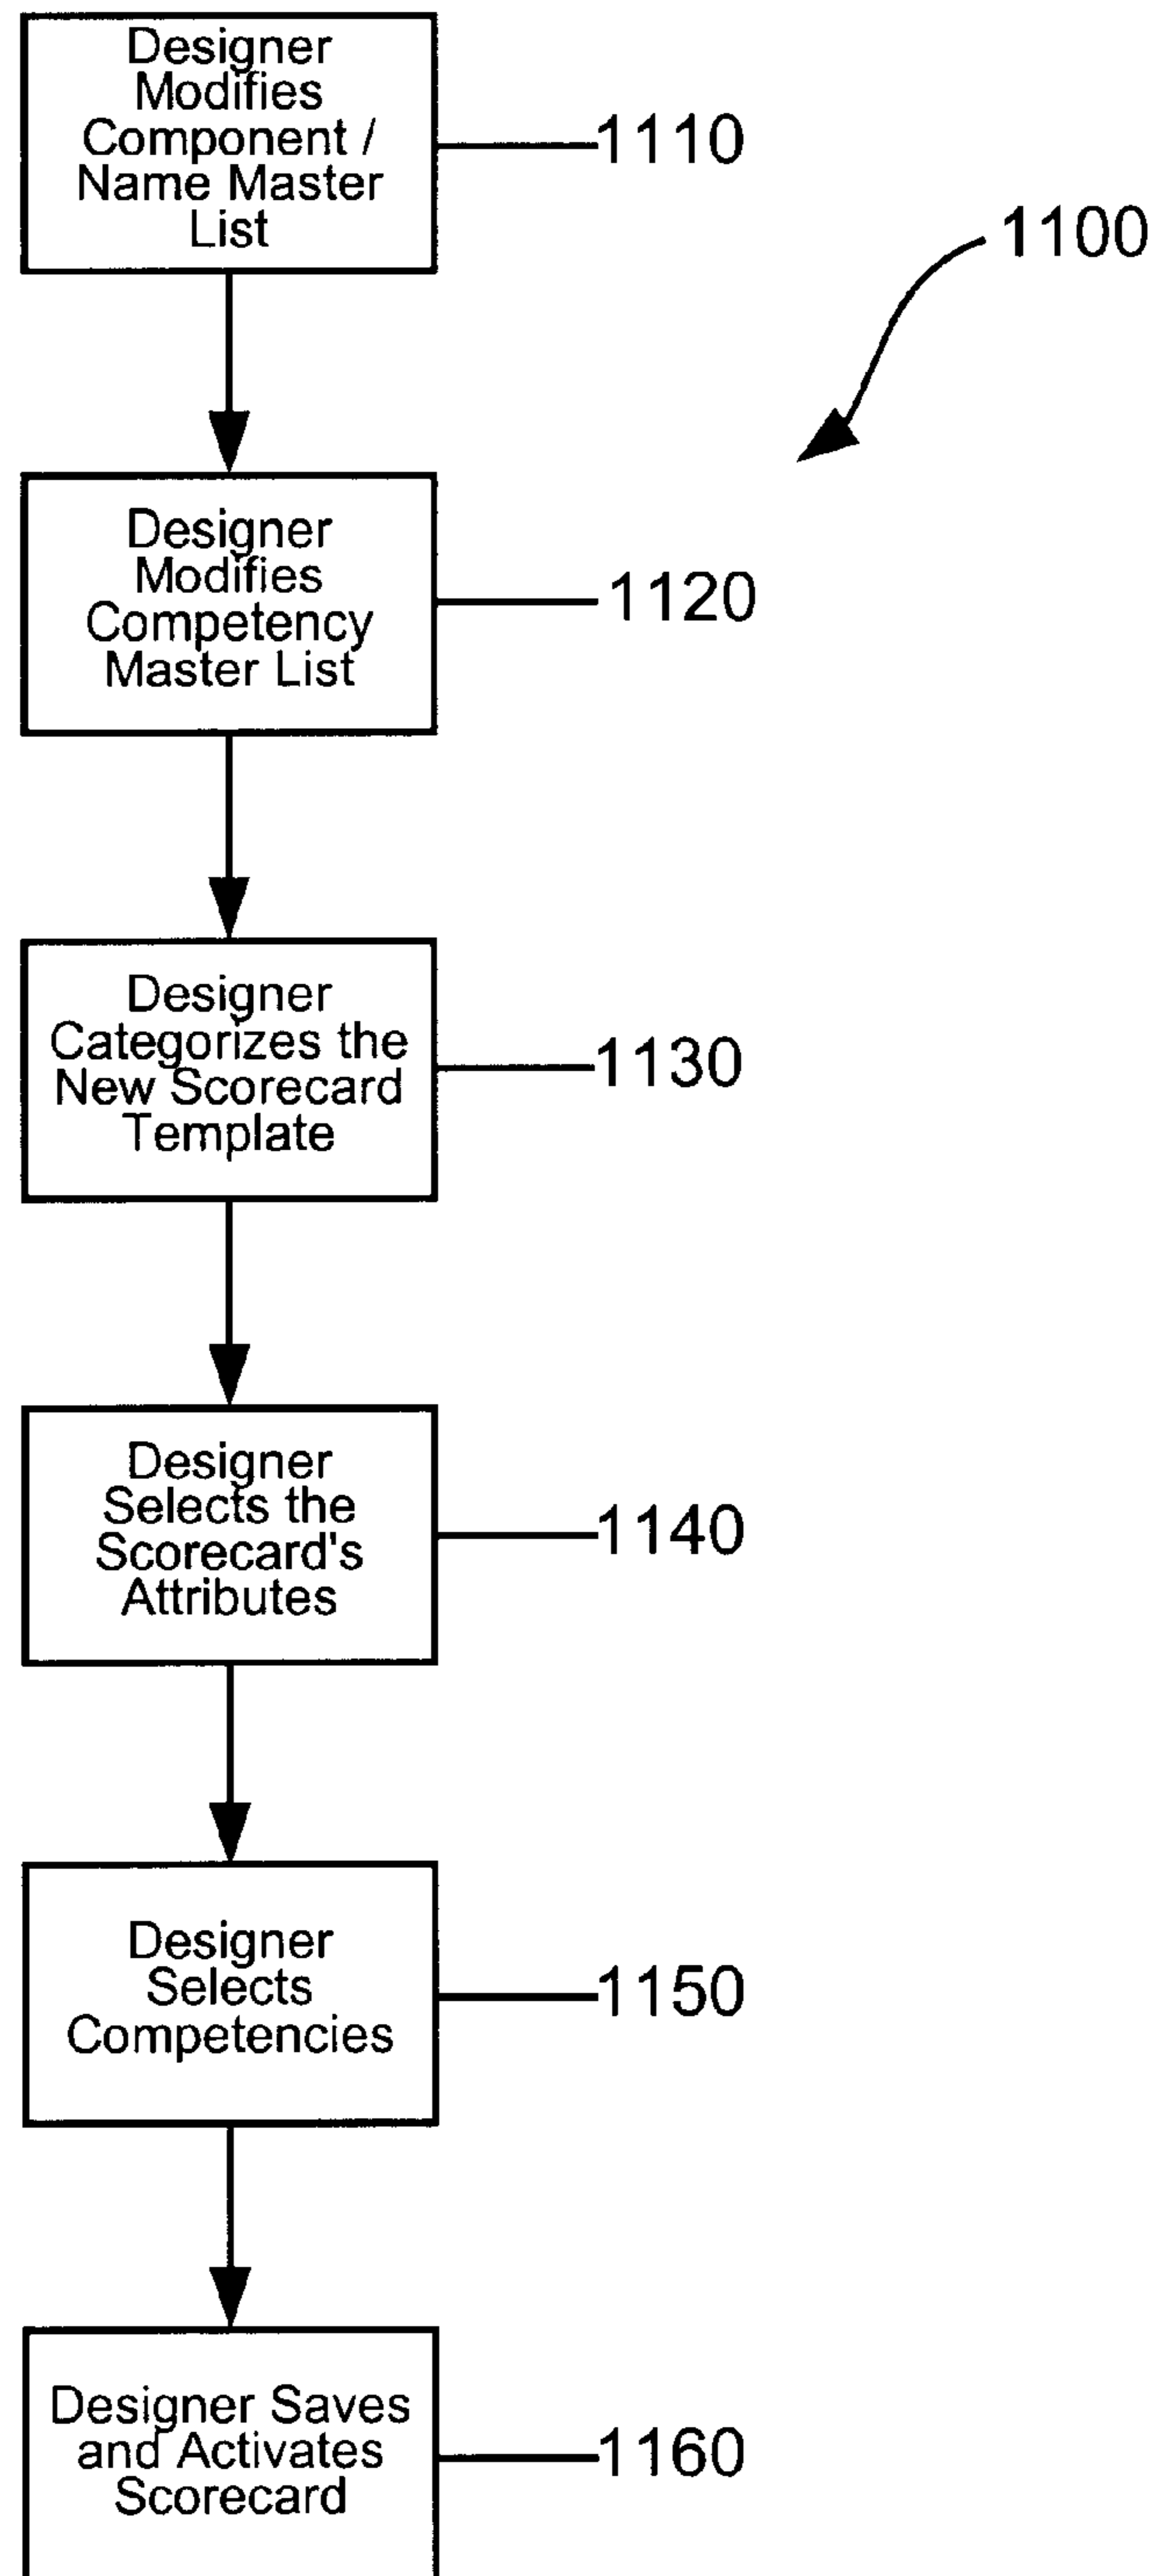 Designer
Modifies
Component /
Name Master
List
1110
1100
Designer
Modifies
Competency
Master List
1120
Designer
Categorizes the
New Scorecard
Template
1130
Designer
Selects the
Scorecard's
Attributes
1140
Designer
Selects
Competencies
1150
Designer Saves
and Activates
Scorecard
1160